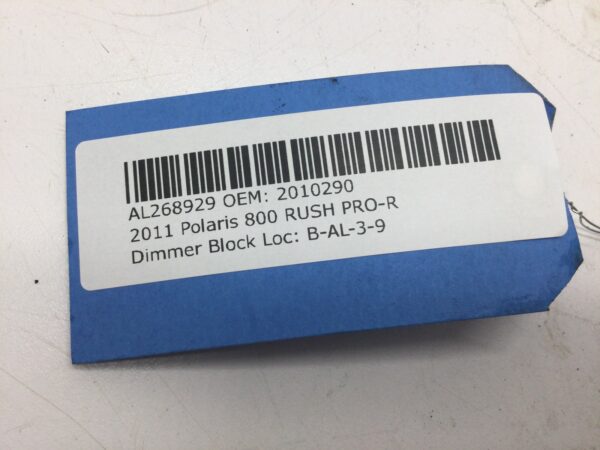 AL268929 OEM: 2010290
2011 Polaris 800 RUSH PRO-R
Dimmer Block Loc: B-AL-3-9